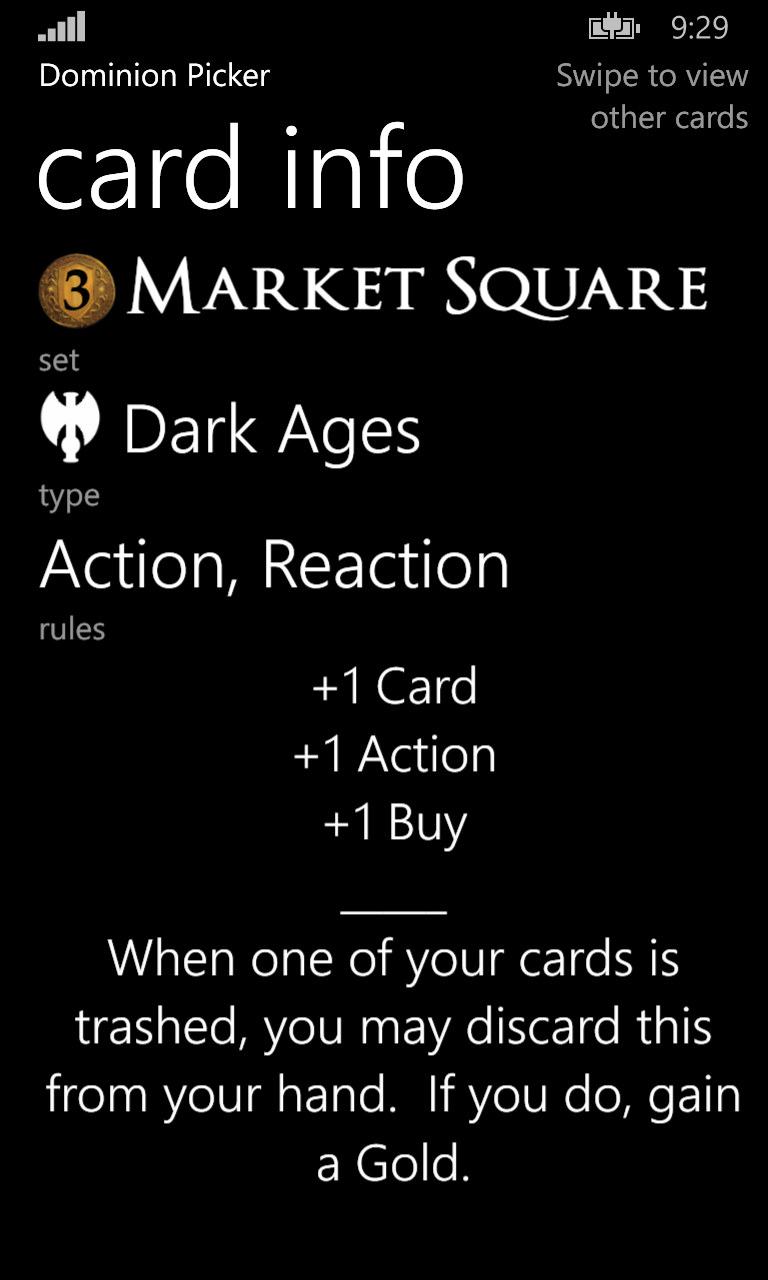 9:29
Dominion Picker
Swipe to view
other cards
card info
3 MARKET SQUARE
set
Dark Ages
type
Action, Reaction
rules
+1 Card
+1 Action
+1 Buy
When one of your cards is
trashed, you may discard this
from your hand.  If you do, gain
a Gold.